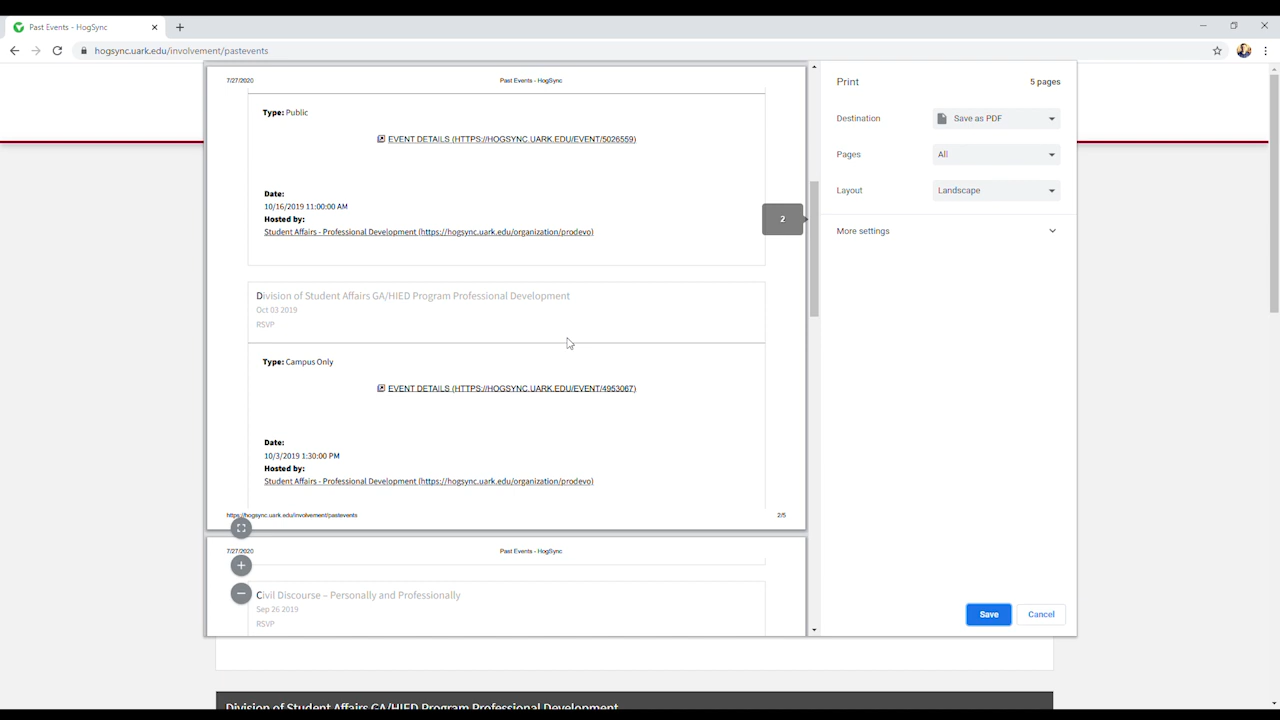 Past Events - HogSync
hogsync.uark.edu/involvement/pastevents
7/27/2020
Past Events - HogSync
Type: Public
EVENT DETAILS (HTTPS://HOGSYNC.UARK.EDU/EVENT/5026559)
Date:
10/16/2019 11:00:00 AM
Hosted by:
Student Affairs - Professional Development (https://hogsync.uark.edu/organization/prodevo)
Division of Student Affairs GA/HIED Program Professional Development
Oct 03 2019
RSVP
Type: Campus Only
EVENT DETAILS (HTTPS://HOGSYNC.UARK.EDU/EVENT/4953067)
Date:
10/3/2019 1:30:00 PM
Hosted by:
Student Affairs - Professional Development (https://hogsync.uark.edu/organization/prodevo)
https://hogsync.uark.edu/involvement/pastevents
2/5
7/27/2020
Past Events - HogSync
Civil Discourse – Personally and Professionally
Sep 26 2019
RSVP
2
Print
5 pages
Destination
Save as PDF
Pages
All
Layout
Landscape
More settings
Save
Cancel
Division of Student Affairs GA/HIED Program Professional Development